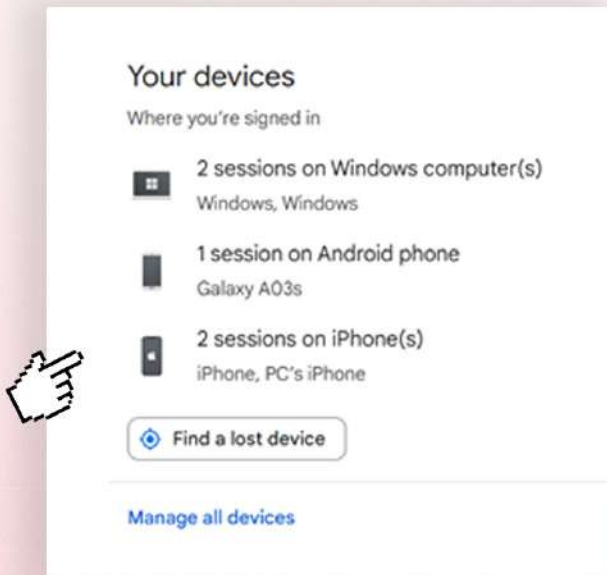 Your devices
Where you're signed in
2 sessions on Windows computer(s)
Windows, Windows
1 session on Android phone
Galaxy A03s
2 sessions on iPhone(s)
iPhone, PC's iPhone
Find a lost device
Manage all devices